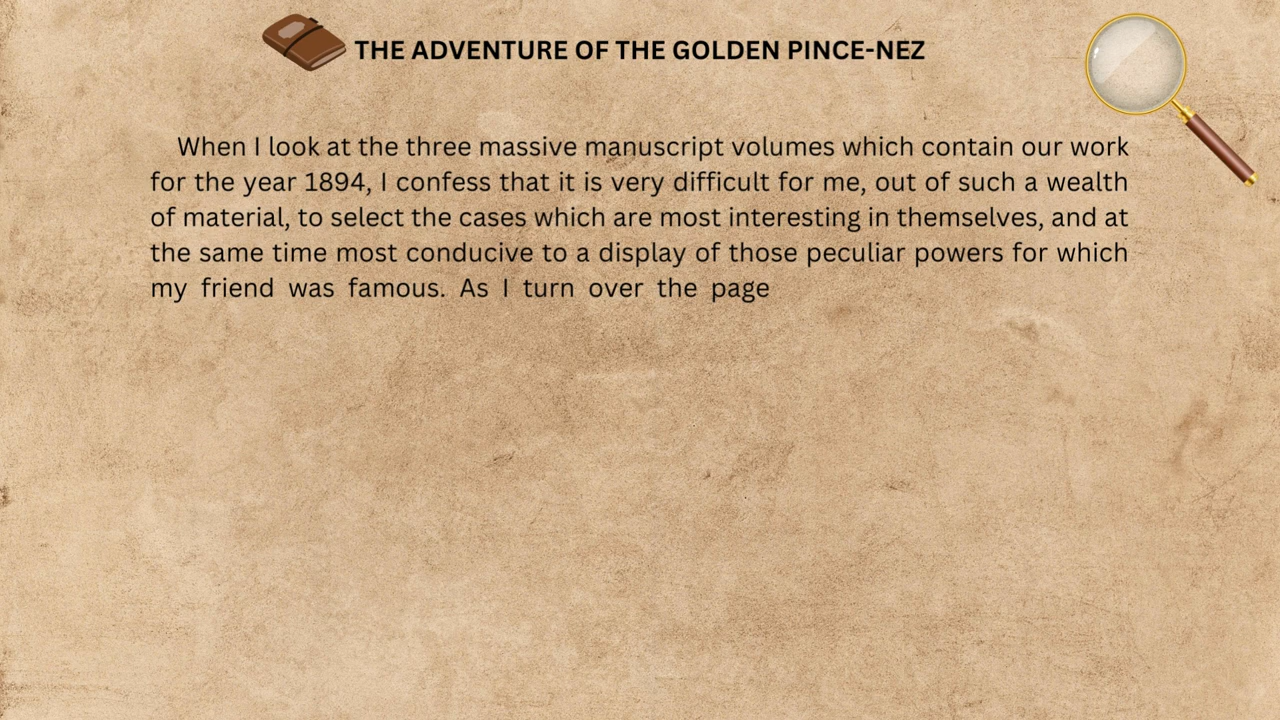 THE ADVENTURE OF THE GOLDEN PINCE-NEZ
When I look at the three massive manuscript volumes which contain our work
for the year 1894, I confess that it is very difficult for me, out of such a wealth
of material, to select the cases which are most interesting in themselves, and at
the same time most conducive to a display of those peculiar powers for which
my friend was famous. As I turn over the page